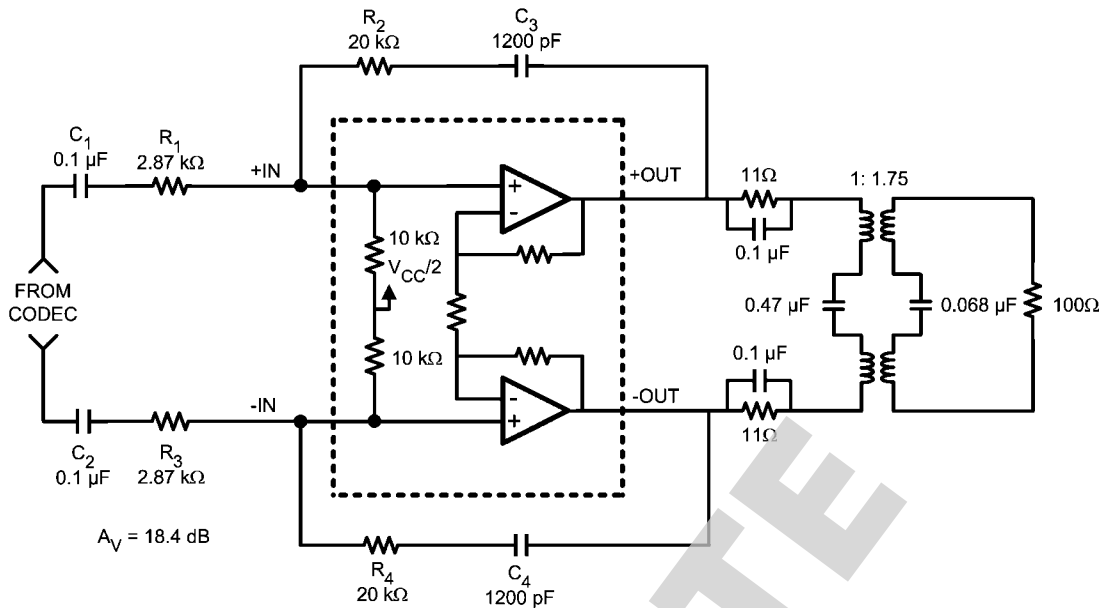 R2
20 kΩ
C3
1200 pF
C1
0.1 µF
R1
2.87 kΩ
+IN
+OUT
11Ω
0.1 µF
1: 1.75
+
-
10 kΩ
VCC/2
10 kΩ
-
+
FROM
CODEC
0.47 µF
0.068 µF
100Ω
0.1 µF
11Ω
-IN
-OUT
C2
0.1 µF
R3
2.87 kΩ
AV = 18.4 dB
R4
20 kΩ
C4
1200 pF
TE